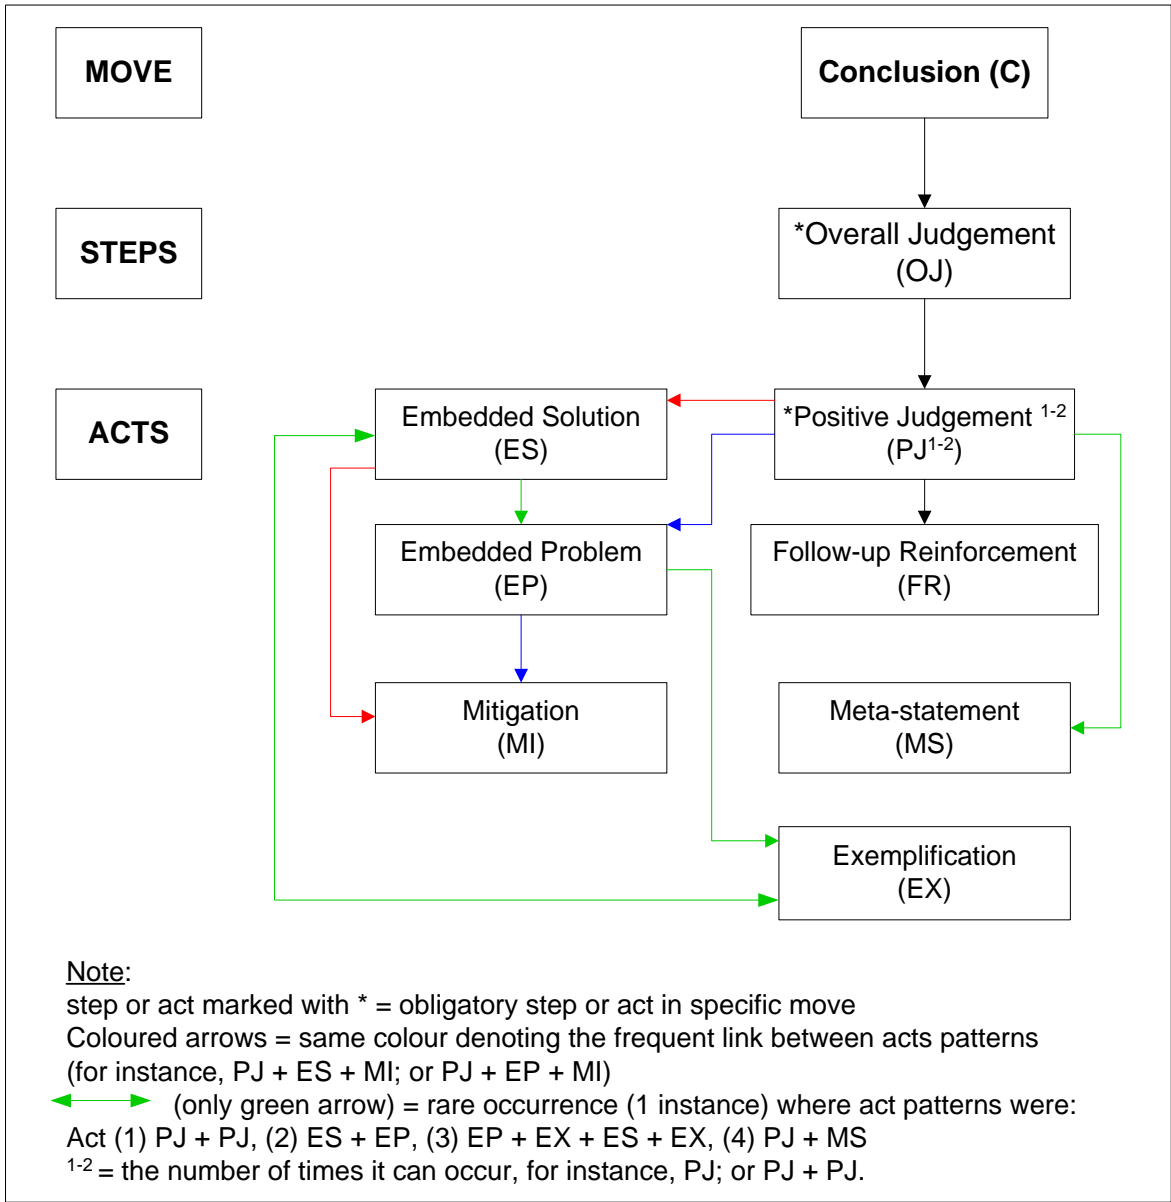 MOVE
Conclusion (C)
STEPS
*Overall Judgement
(OJ)
ACTS
Embedded Solution
(ES)
*Positive Judgement 1-2
(PJ1-2)
Embedded Problem
(EP)
Follow-up Reinforcement
(FR)
Mitigation
(MI)
Meta-statement
(MS)
Exemplification
(EX)
Note:
step or act marked with * = obligatory step or act in specific move
Coloured arrows = same colour denoting the frequent link between acts patterns
(for instance, PJ + ES + MI; or PJ + EP + MI)
(only green arrow) = rare occurrence (1 instance) where act patterns were:
Act (1) PJ + PJ, (2) ES + EP, (3) EP + EX + ES + EX, (4) PJ + MS
1-2 = the number of times it can occur, for instance, PJ; or PJ + PJ.